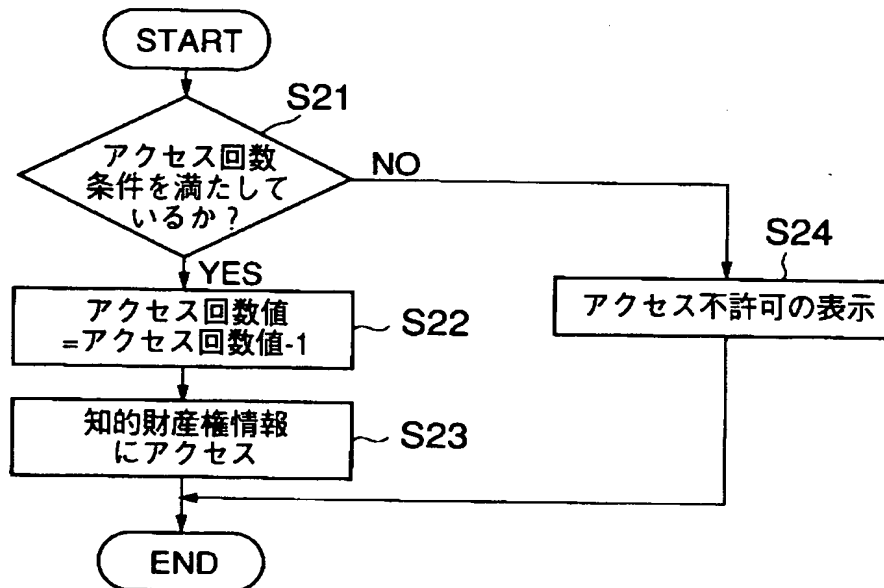 START
S21
アクセス回数
条件を満たして
いるか？
NO
YES
S24
アクセス不許可の表示
アクセス回数値
=アクセス回数値-1
S22
知的財産権情報
にアクセス
S23
END